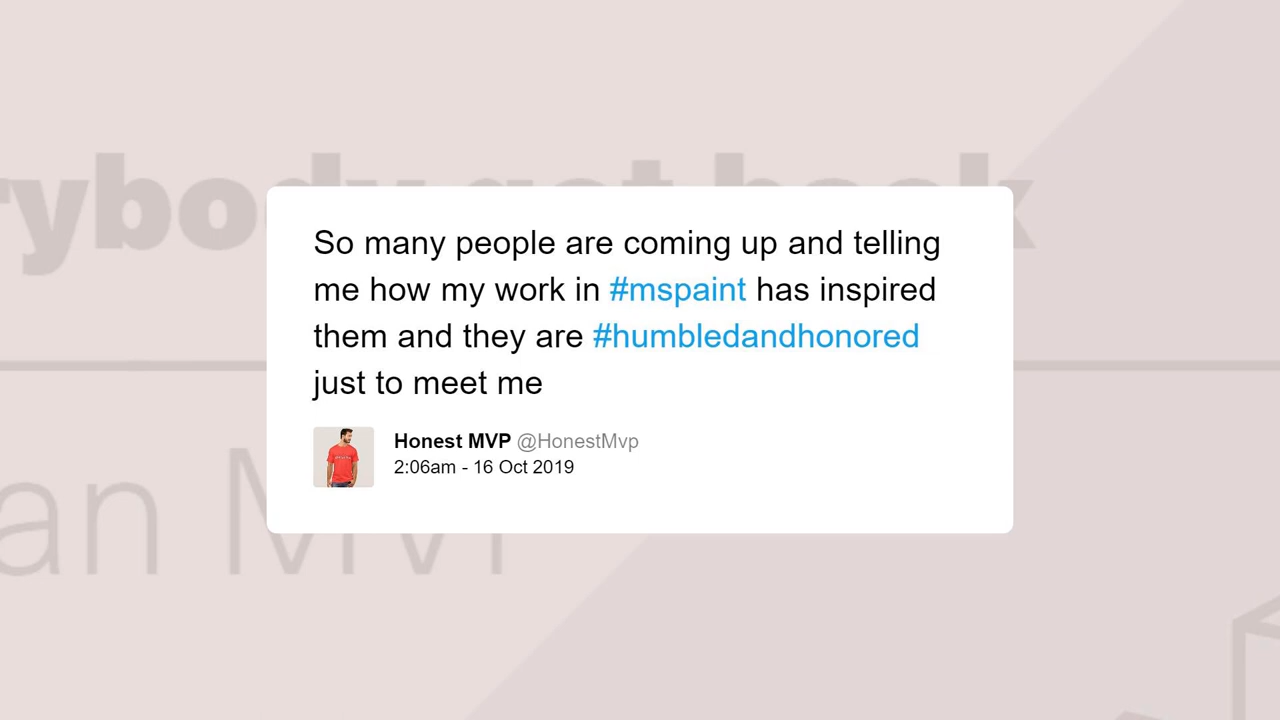 So many people are coming up and telling
me how my work in #mspaint has inspired
them and they are #humbledandhonored
just to meet me
Honest MVP @HonestMvp
2:06am - 16 Oct 2019